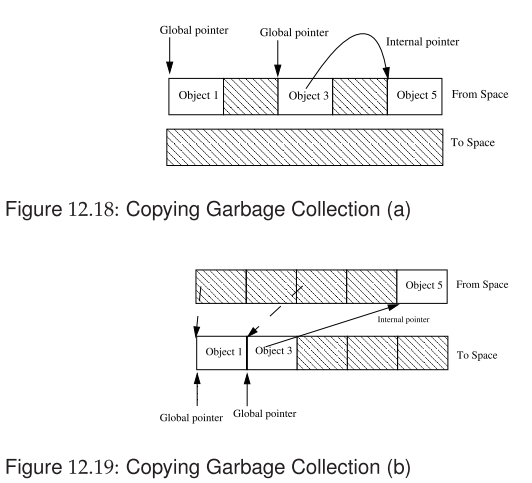 Global pointer
Global pointer
Internal pointer
Object 1
Object 3
Object 5
From Space
To Space
Figure 12.18: Copying Garbage Collection (a)
Object 5
From Space
Internal pointer
Object 1
Object 3
To Space
Global pointer
Global pointer
Figure 12.19: Copying Garbage Collection (b)